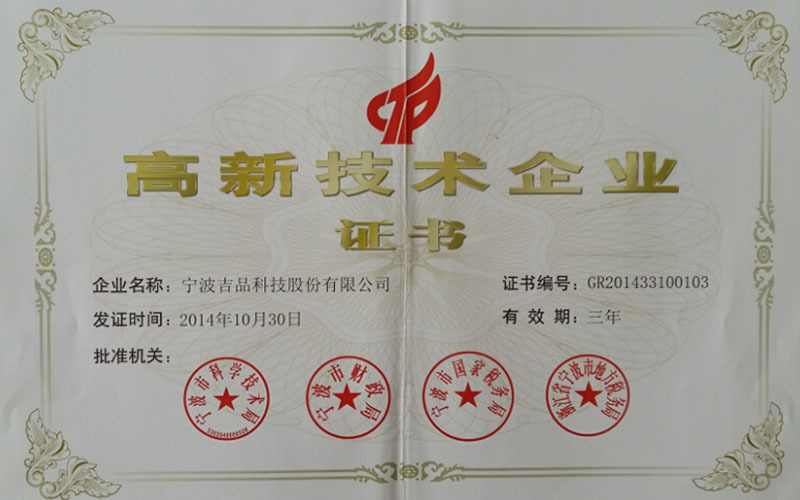 高新技术企业
证书
企业名称：宁波吉品科技股份有限公司
证书编号：GR201433100103
发证时间：2014年10月30日
有效期：三年
批准机关：
宁波市科学技术局
宁波市财政局
宁波市国家税务局
浙江省宁波市地方税务局